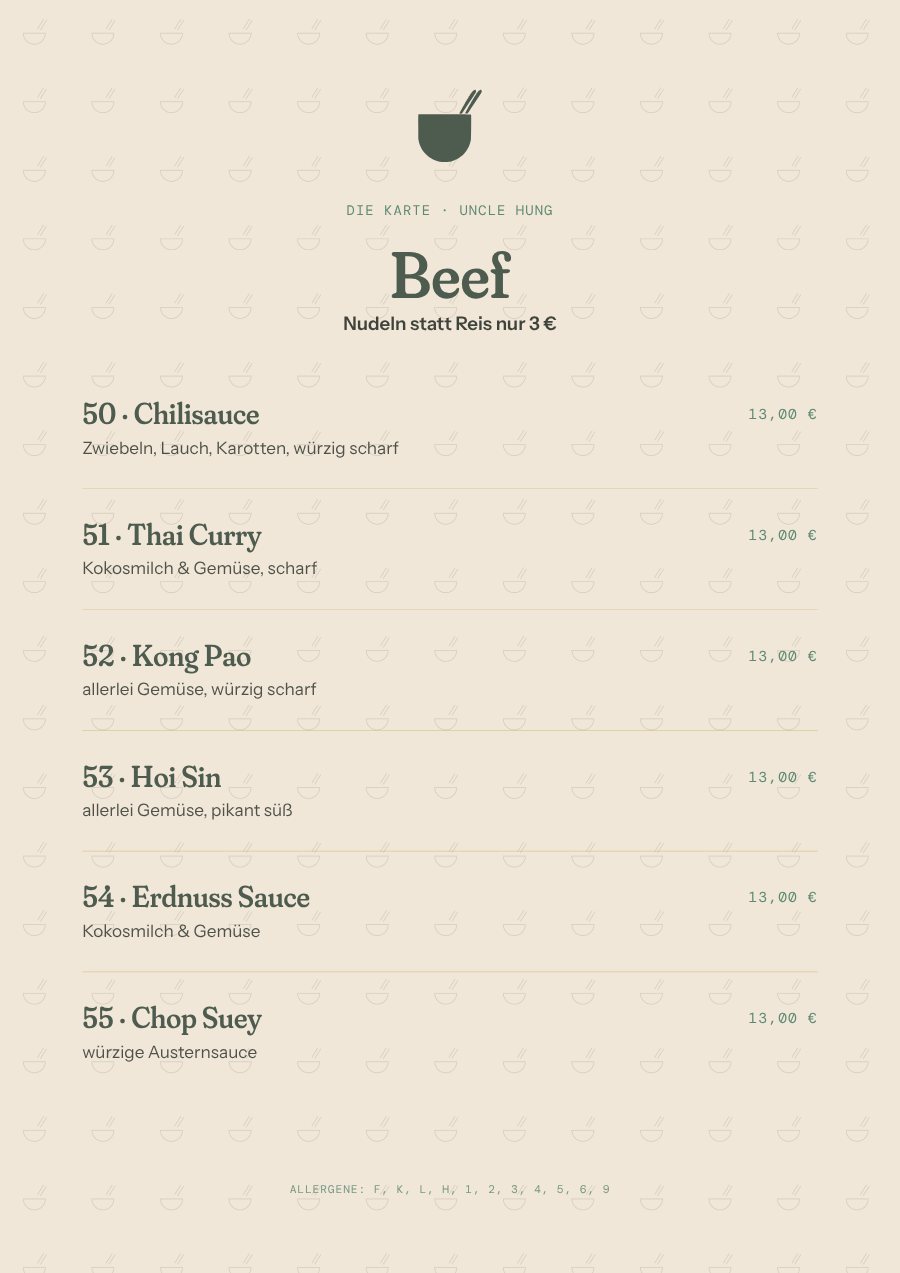 DIE KARTE · UNCLE HUNG
Beef
Nudeln statt Reis nur 3 €
50 · Chilisauce 13,00 €
Zwiebeln, Lauch, Karotten, würzig scharf
51 · Thai Curry 13,00 €
Kokosmilch & Gemüse, scharf
52 · Kong Pao 13,00 €
allerlei Gemüse, würzig scharf
53 · Hoi Sin 13,00 €
allerlei Gemüse, pikant süß
54 · Erdnuss Sauce 13,00 €
Kokosmilch & Gemüse
55 · Chop Suey 13,00 €
würzige Austernsauce
ALLERGENE: F, K, L, H, 1, 2, 3, 4, 5, 6, 9